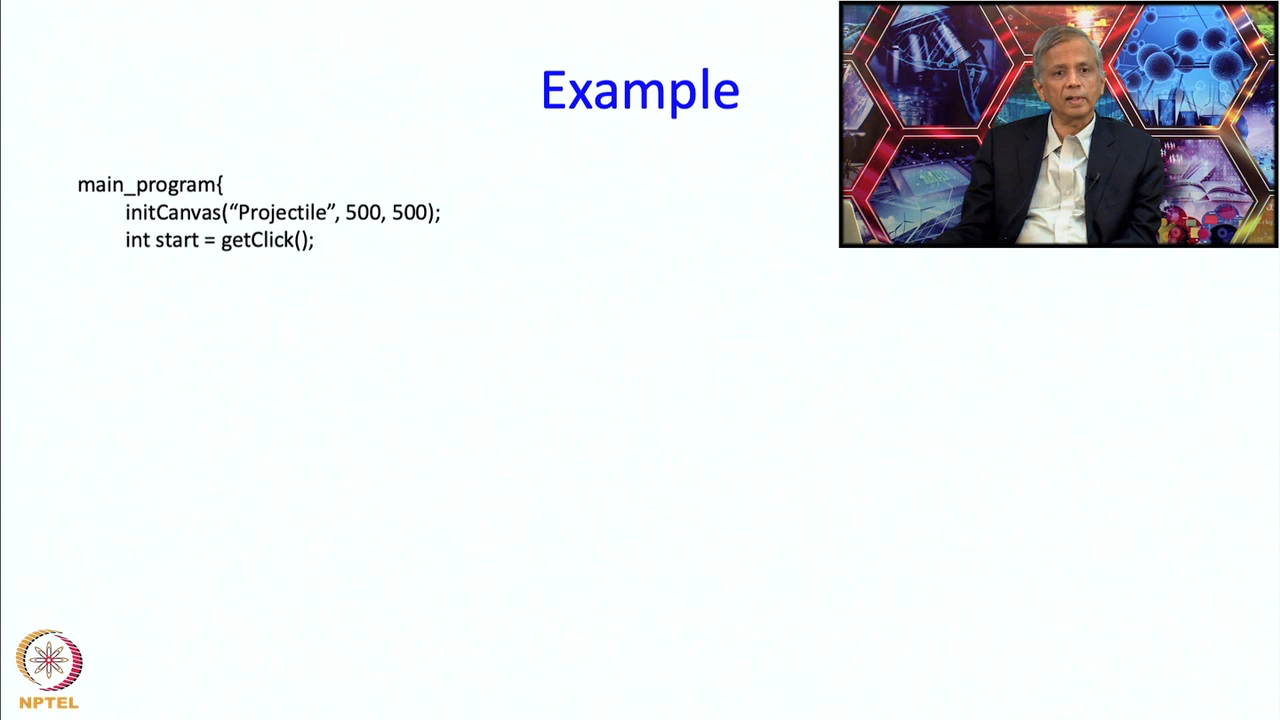 Example
main_program{
initCanvas(“Projectile”, 500, 500);
int start = getClick();
NPTEL